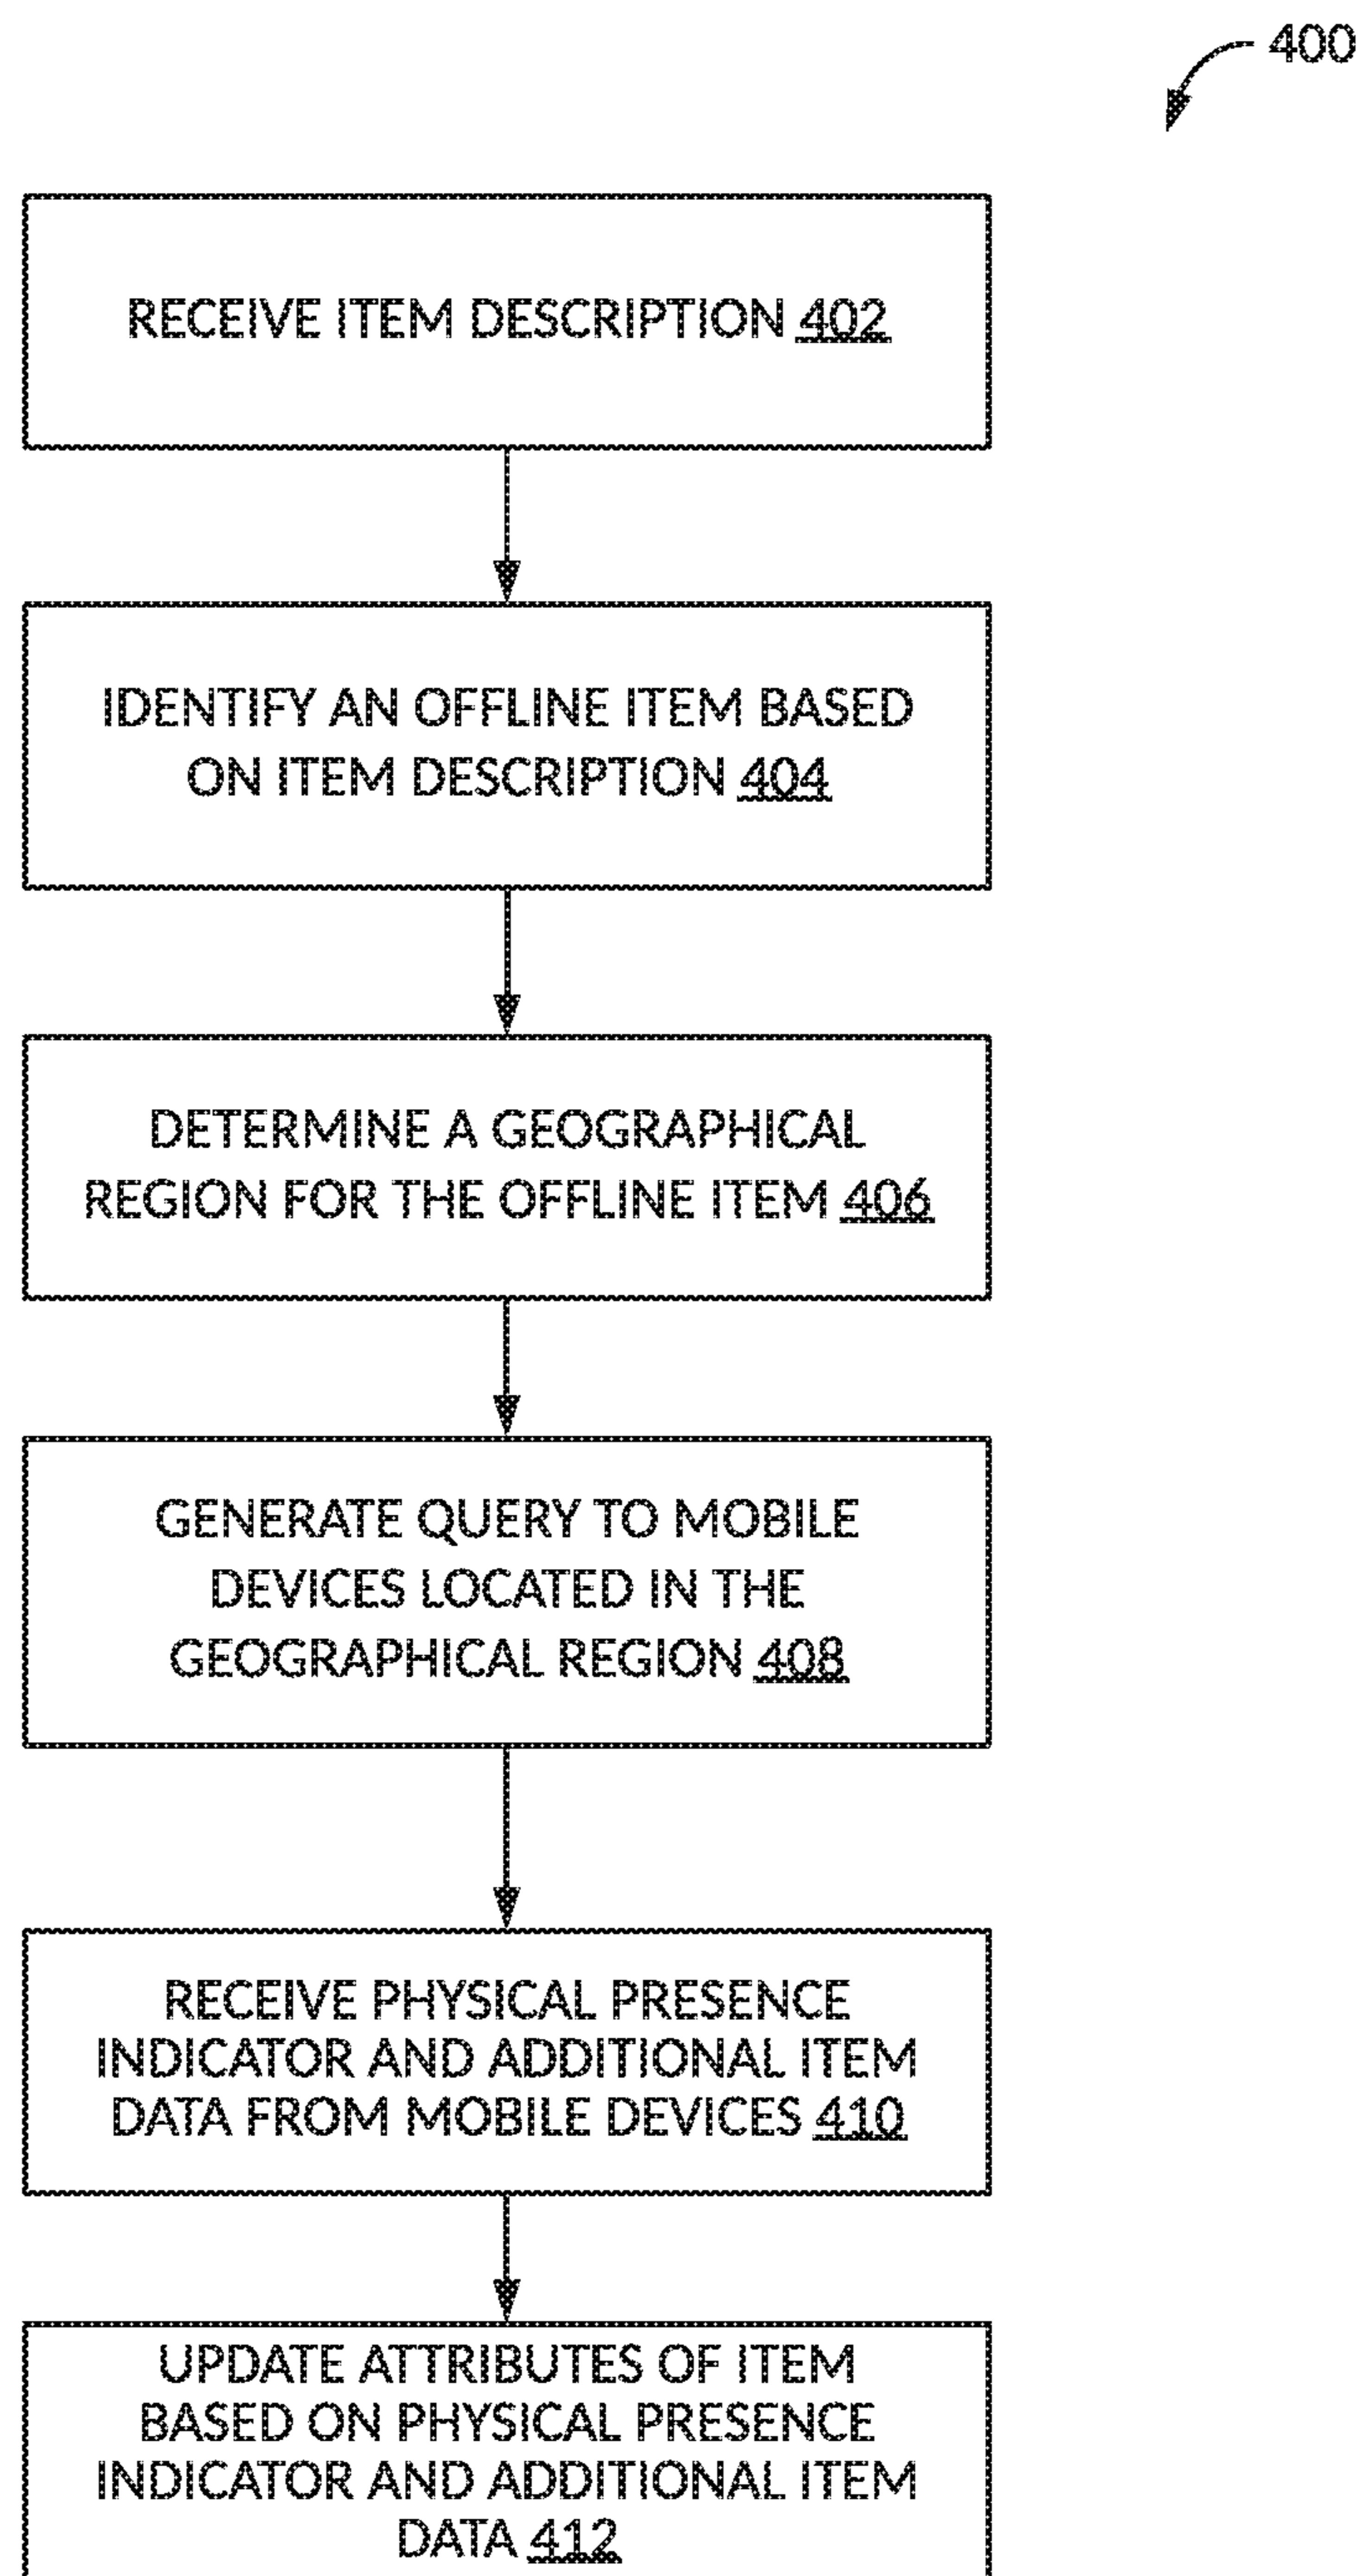 400
RECEIVE ITEM DESCRIPTION 402
IDENTIFY AN OFFLINE ITEM BASED
ON ITEM DESCRIPTION 404
DETERMINE A GEOGRAPHICAL
REGION FOR THE OFFLINE ITEM 406
GENERATE QUERY TO MOBILE
DEVICES LOCATED IN THE
GEOGRAPHICAL REGION 408
RECEIVE PHYSICAL PRESENCE
INDICATOR AND ADDITIONAL ITEM
DATA FROM MOBILE DEVICES 410
UPDATE ATTRIBUTES OF ITEM
BASED ON PHYSICAL PRESENCE
INDICATOR AND ADDITIONAL ITEM
DATA 412